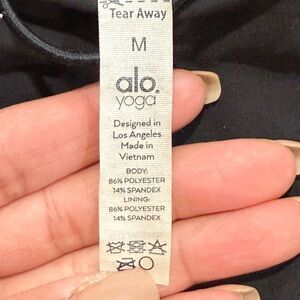 Tear Away
M
alo
yoga
Designed in
Los Angeles
Made in
Vietnam
BODY:
86% POLYESTER
14% SPANDEX
LINING:
86% POLYESTER
14% SPANDEX